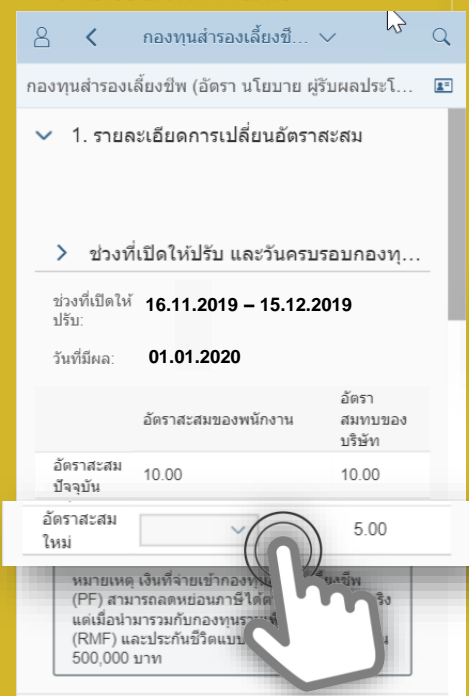 กองทุนสำรองเลี้ยงชี...
กองทุนสำรองเลี้ยงชีพ (อัตรา นโยบาย ผู้รับผลประโ...
1. รายละเอียดการเปลี่ยนอัตราสะสม
ช่วงที่เปิดให้ปรับ และวันครบรอบกองทุ...
ช่วงที่เปิดให้ปรับ: 16.11.2019 – 15.12.2019
วันที่มีผล: 01.01.2020
อัตราสะสมของพนักงาน อัตราสมทบของบริษัท
อัตราสะสมปัจจุบัน 10.00 10.00
อัตราสะสมใหม่ 5.00
หมายเหตุ เงินที่จ่ายเข้ากองทุน
(PF) สามารถลดหย่อนภาษีได้
แต่เมื่อนำมารวมกับกองทุน
(RMF) และประกันชีวิตแบบ
500,000 บาท